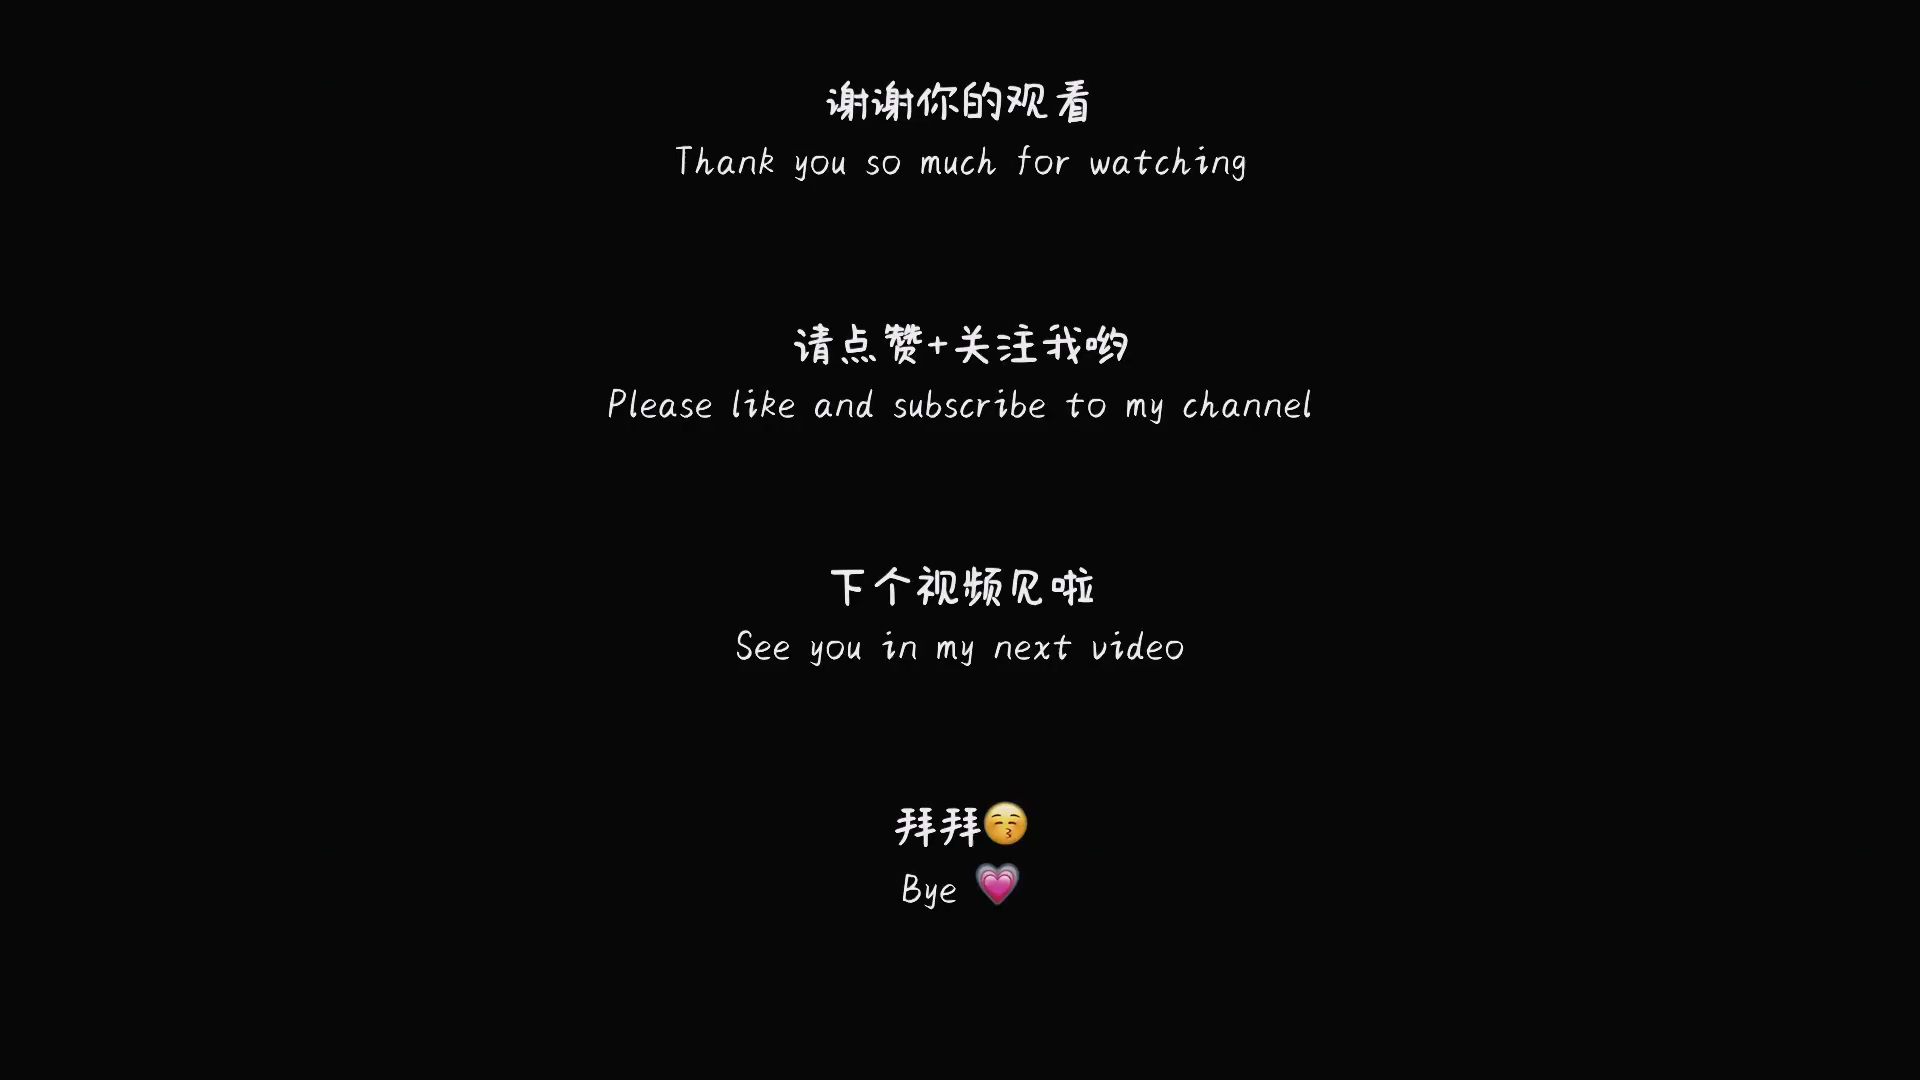 谢谢你的观看
Thank you so much for watching
请点赞+关注我哟
Please like and subscribe to my channel
下个视频见啦
See you in my next video
拜拜😚
Bye 💗